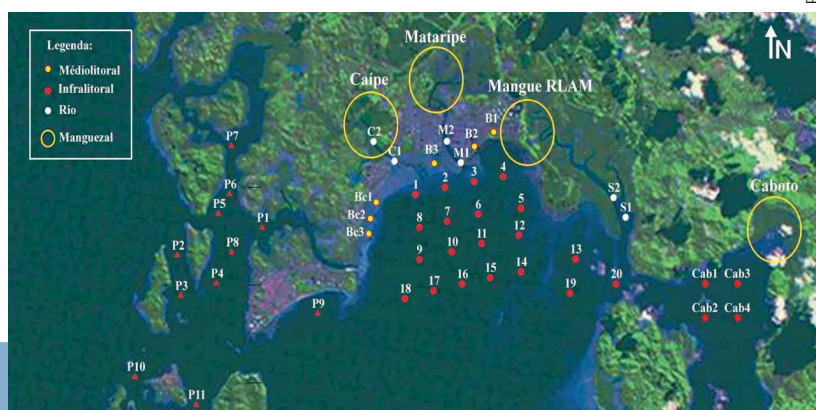 Legenda:
Médiolitoral
Infralitoral
Rio
Manguezal
Mataripe
N
Caípe
Mangue RLAM
P7
C2
M2
B2
B1
C1
B3
M1
P6
1
2
3
4
S2
P5
P1
Bc1
Bc2
Bc3
8
7
6
5
S1
Caboto
P2
P8
9
10
11
12
13
P3
P4
18
17
16
15
14
19
20
Cab1
Cab3
P9
Cab2
Cab4
P10
P11